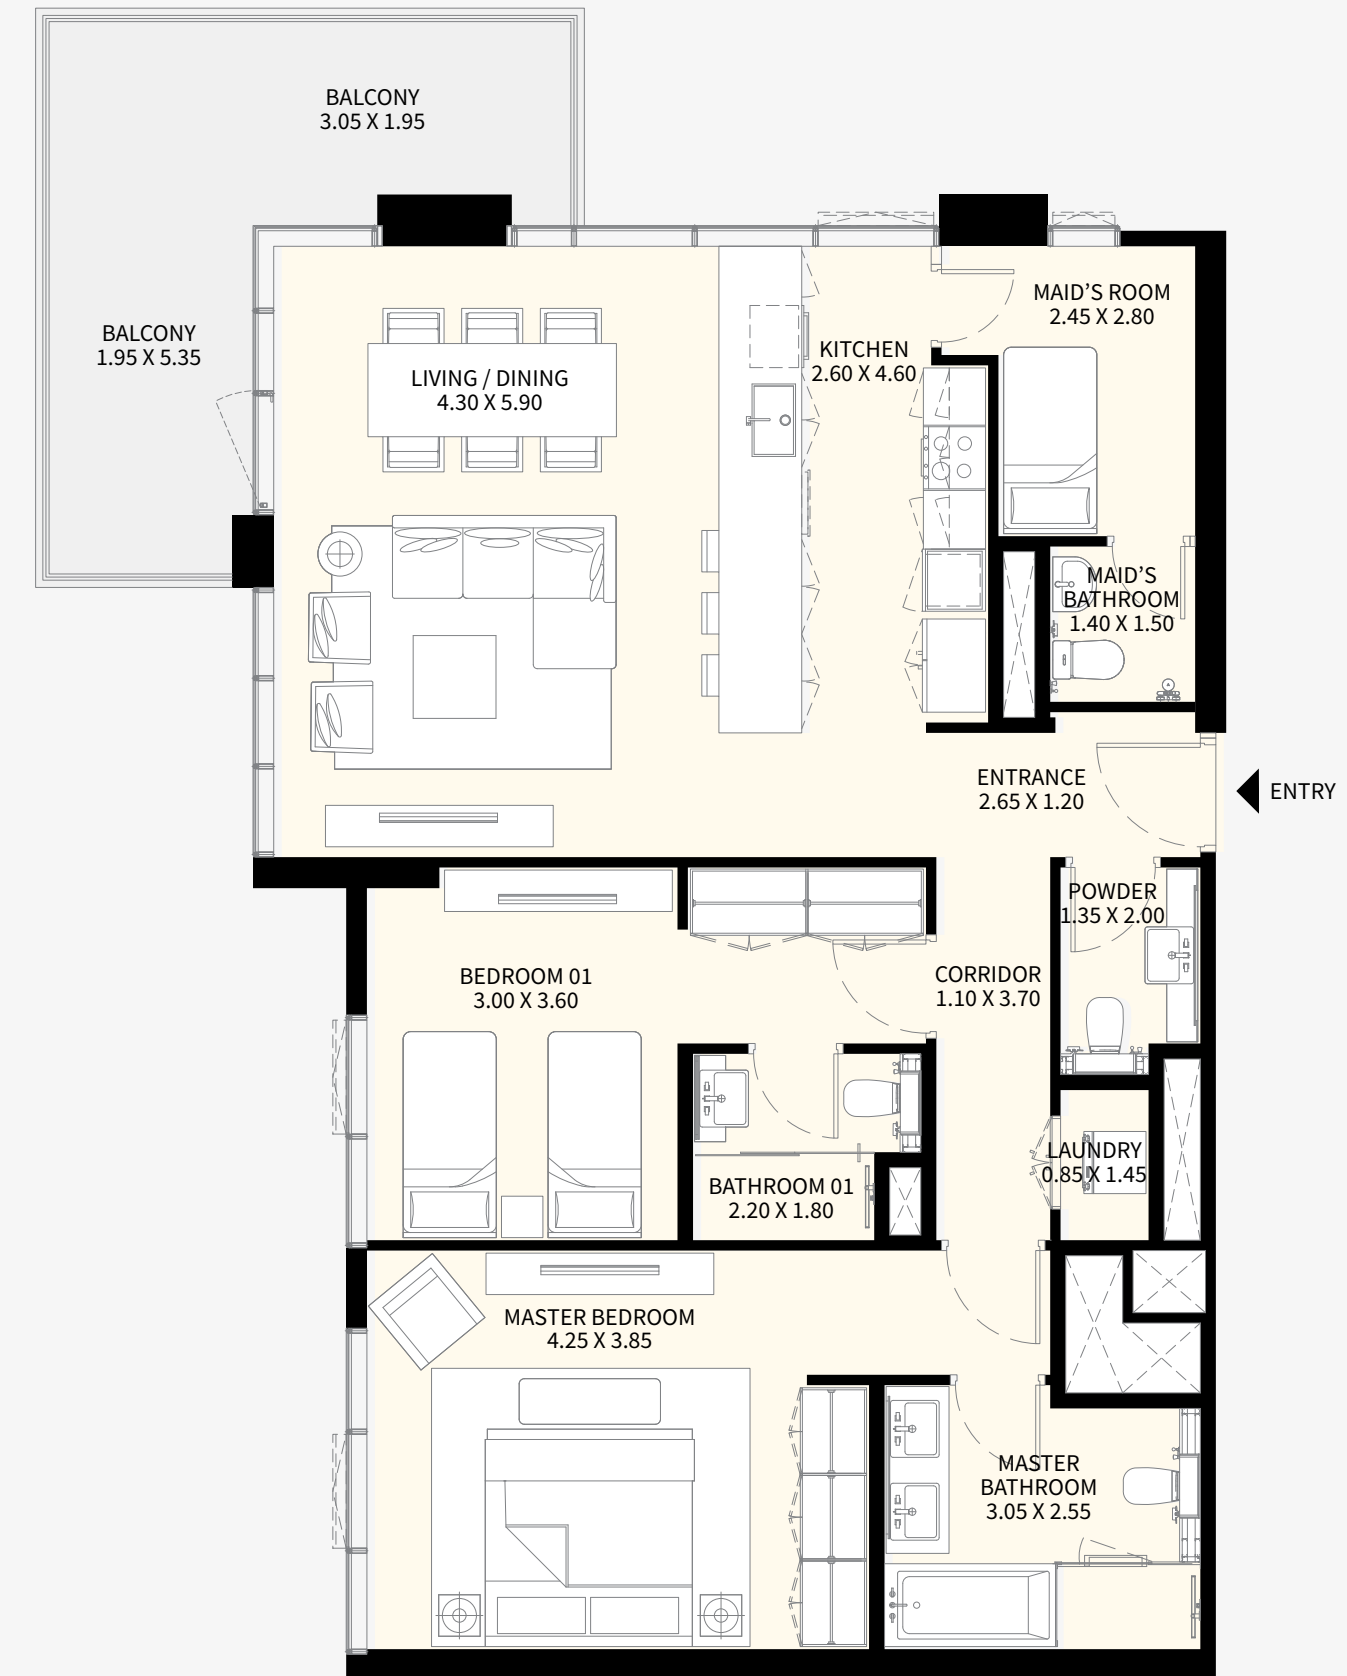 BALCONY
3.05 X 1.95
BALCONY
1.95 X 5.35
LIVING / DINING
4.30 X 5.90
KITCHEN
2.60 X 4.60
MAID’S ROOM
2.45 X 2.80
MAID’S
BATHROOM
1.40 X 1.50
ENTRANCE
2.65 X 1.20
ENTRY
POWDER
1.35 X 2.00
BEDROOM 01
3.00 X 3.60
CORRIDOR
1.10 X 3.70
LAUNDRY
0.85 X 1.45
BATHROOM 01
2.20 X 1.80
MASTER BEDROOM
4.25 X 3.85
MASTER
BATHROOM
3.05 X 2.55